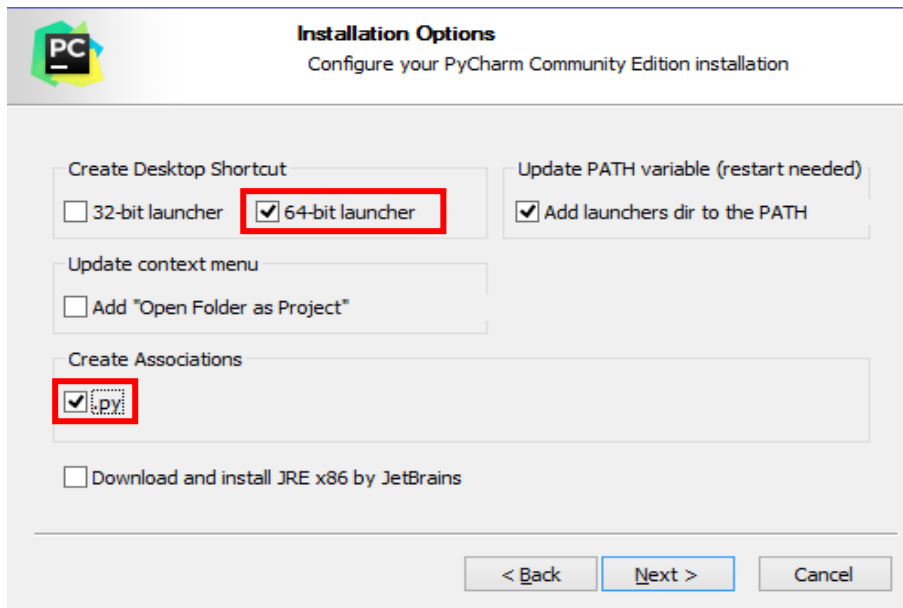 PC
Installation Options
Configure your PyCharm Community Edition installation
Create Desktop Shortcut
32-bit launcher
64-bit launcher
Update PATH variable (restart needed)
Add launchers dir to the PATH
Update context menu
Add "Open Folder as Project"
Create Associations
.py
Download and install JRE x86 by JetBrains
< Back
Next >
Cancel